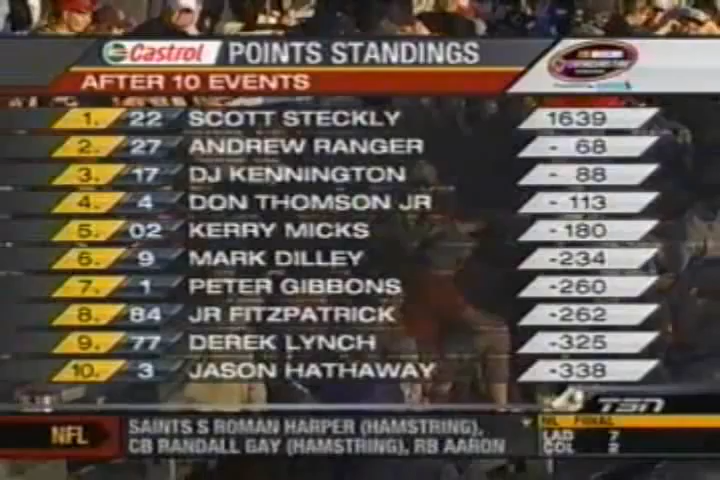 Castrol POINTS STANDINGS
AFTER 10 EVENTS
1. 22 SCOTT STECKLY 1639
2. 27 ANDREW RANGER - 68
3. 17 DJ KENNINGTON - 88
4. 4 DON THOMSON JR - 113
5. 02 KERRY MICKS -180
6. 9 MARK DILLEY -234
7. 1 PETER GIBBONS -260
8. 84 JR FITZPATRICK -262
9. 77 DEREK LYNCH -325
10. 3 JASON HATHAWAY -338
TSN
NFL SAINTS S ROMAN HARPER (HAMSTRING),
CB RANDALL GAY (HAMSTRING), RB AARON
NL FINAL
LAD 7
COL 2